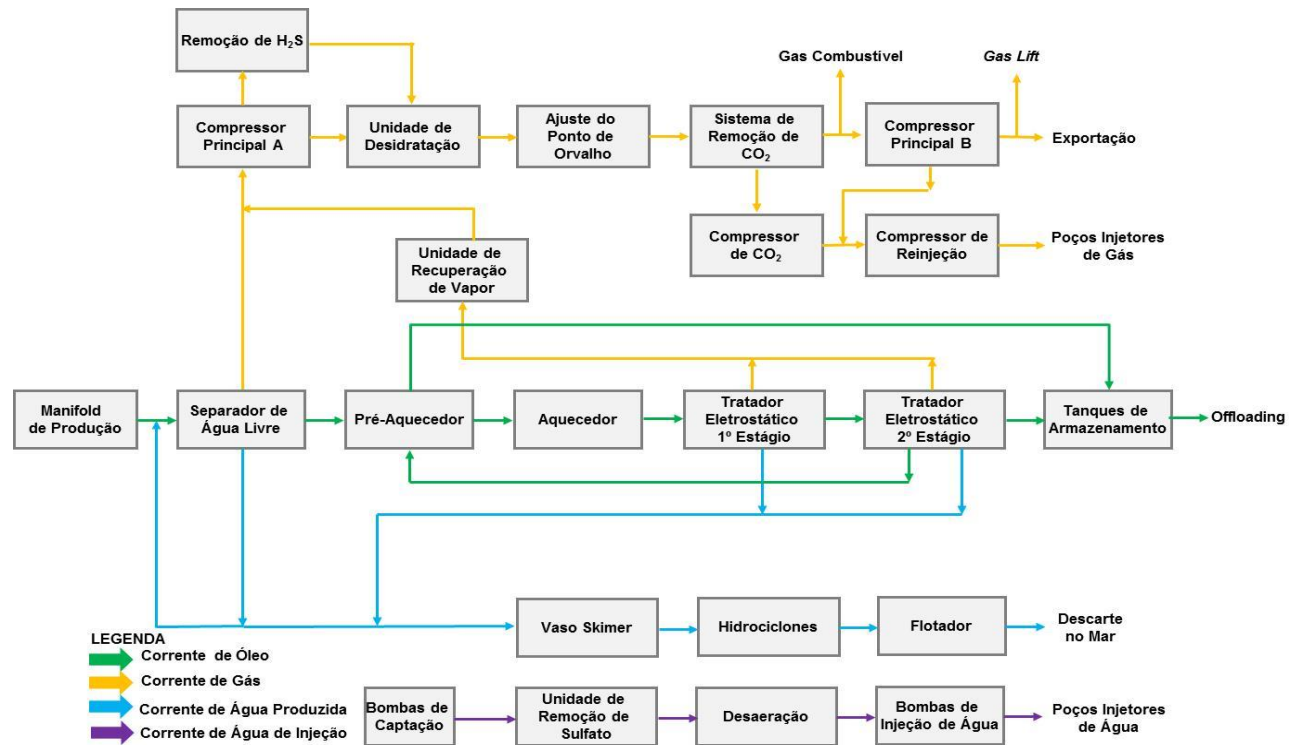 Remoção de H₂S
Gas Combustível
Gas Lift
Compressor
Principal A
Unidade de
Desidratação
Ajuste do
Ponto de
Orvalho
Sistema de
Remoção de
CO₂
Compressor
Principal B
Exportação
Unidade de
Recuperação
de Vapor
Compressor
de CO₂
Compressor de
Reinjeção
Poços Injetores
de Gás
Manifold
de Produção
Separador de
Água Livre
Pré-Aquecedor
Aquecedor
Tratador
Eletrostático
1º Estágio
Tratador
Eletrostático
2º Estágio
Tanques de
Armazenamento
Offloading
Vaso Skimer
Hidrociclones
Flotador
Descarte
no Mar
LEGENDA
Corrente de Óleo
Corrente de Gás
Corrente de Água Produzida
Corrente de Água de Injeção
Bombas de
Captação
Unidade de
Remoção de
Sulfato
Desaeração
Bombas de
Injeção de Água
Poços Injetores
de Água